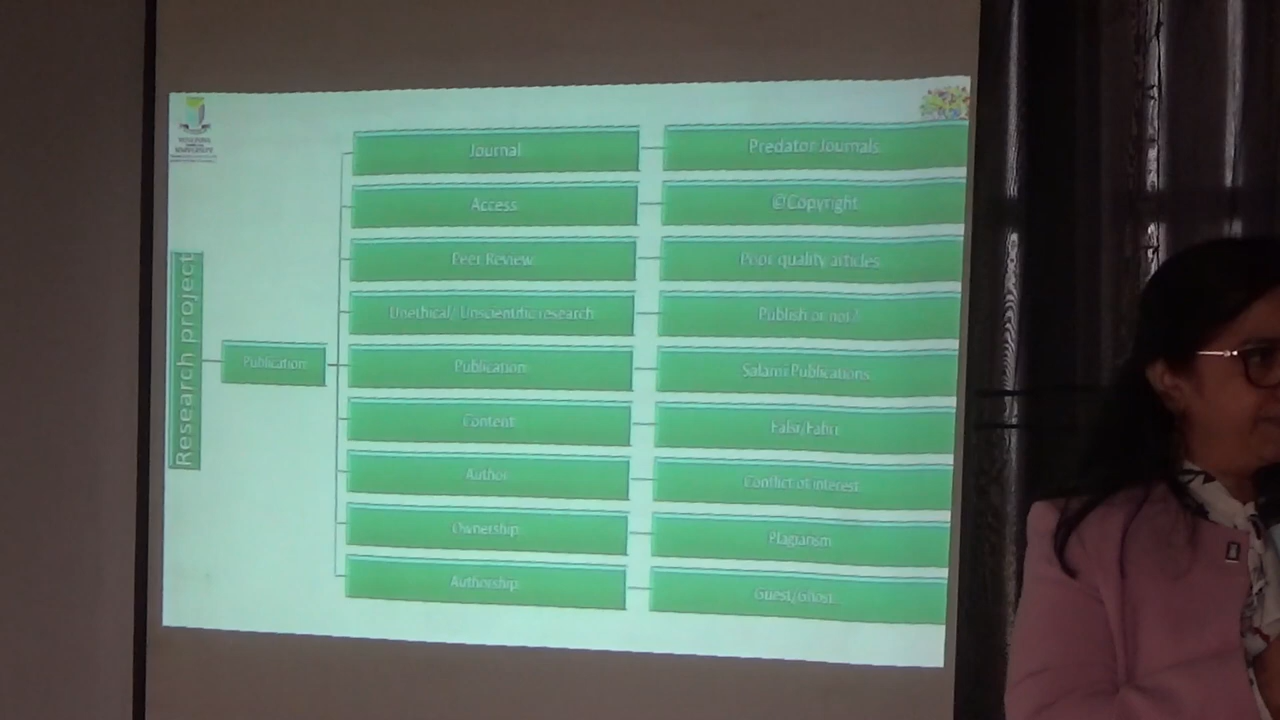 Research project
Publication
Journal
Predator Journals
Access
@Copyright
Peer Review
Poor quality articles
Unethical/ Unscientific research
Publish or not?
Publication
Salami Publications
Content
Falsi/Fabri
Author
Conflict of interest
Ownership
Plagiarism
Authorship
Guest/Ghost..
UNIVERSITY